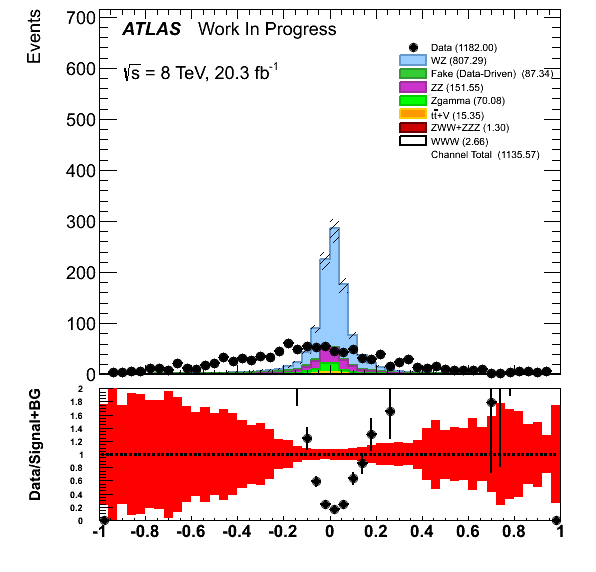 ATLAS Work In Progress
√s = 8 TeV, 20.3 fb-1
Data (1182.00)
WZ (807.29)
Fake (Data-Driven) (87.34)
ZZ (151.55)
Zgamma (70.08)
tt+V (15.35)
ZWW+ZZZ (1.30)
WWW (2.66)
Channel Total (1135.57)
Events
700
600
500
400
300
200
100
0
Data/Signal+BG
2
1.8
1.6
1.4
1.2
1
0.8
0.6
0.4
0.2
0
-1 -0.8 -0.6 -0.4 -0.2 0 0.2 0.4 0.6 0.8 1